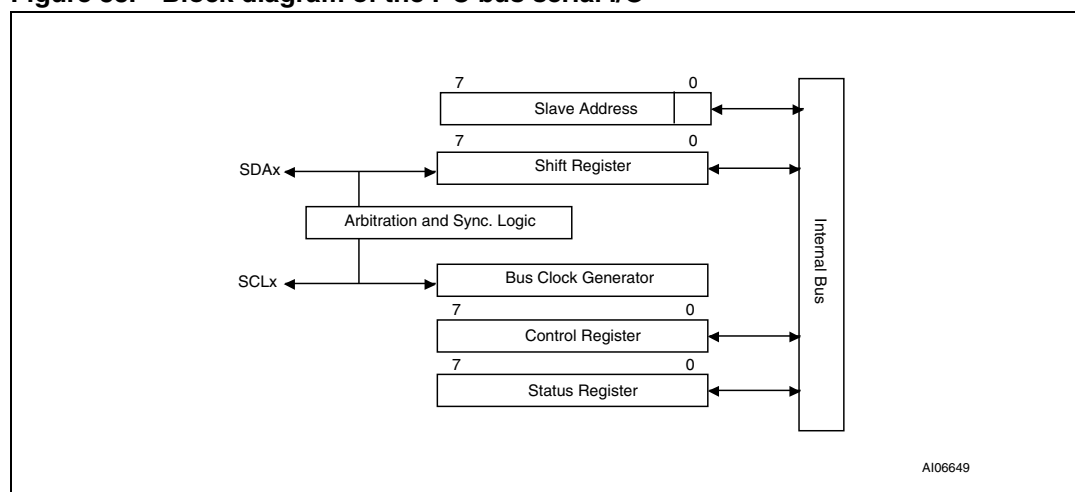 7 0
Slave Address
7 0
SDAx
Shift Register
Arbitration and Sync. Logic
Internal Bus
SCLx
Bus Clock Generator
7 0
Control Register
7 0
Status Register
AI06649